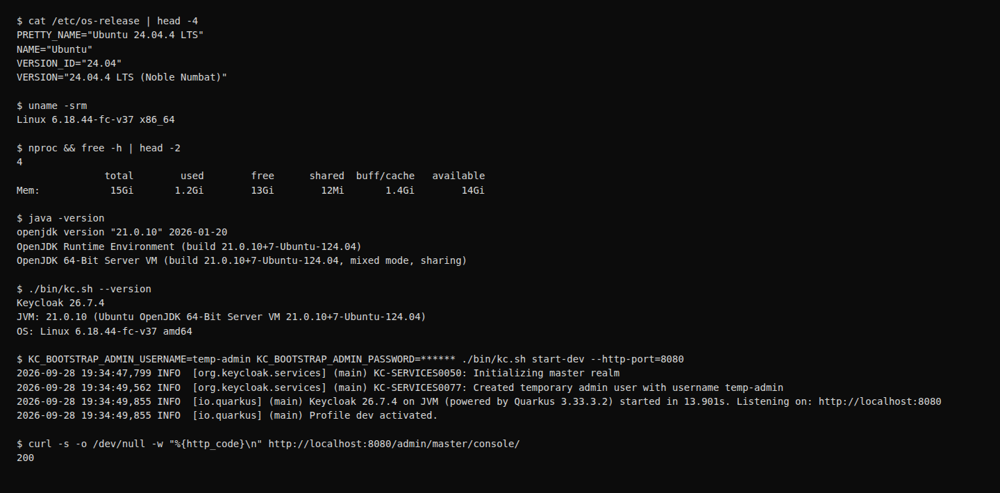 $ cat /etc/os-release | head -4
PRETTY_NAME="Ubuntu 24.04.4 LTS"
NAME="Ubuntu"
VERSION_ID="24.04"
VERSION="24.04.4 LTS (Noble Numbat)"
$ uname -srm
Linux 6.18.44-fc-v37 x86_64
$ nproc && free -h | head -2
4
               total        used        free      shared  buff/cache   available
Mem:            15Gi       1.2Gi        13Gi        12Mi       1.4Gi        14Gi
$ java -version
openjdk version "21.0.10" 2026-01-20
OpenJDK Runtime Environment (build 21.0.10+7-Ubuntu-124.04)
OpenJDK 64-Bit Server VM (build 21.0.10+7-Ubuntu-124.04, mixed mode, sharing)
$ ./bin/kc.sh --version
Keycloak 26.7.4
JVM: 21.0.10 (Ubuntu OpenJDK 64-Bit Server VM 21.0.10+7-Ubuntu-124.04)
OS: Linux 6.18.44-fc-v37 amd64
$ KC_BOOTSTRAP_ADMIN_USERNAME=temp-admin KC_BOOTSTRAP_ADMIN_PASSWORD=****** ./bin/kc.sh start-dev --http-port=8080
2026-09-28 19:34:47,799 INFO  [org.keycloak.services] (main) KC-SERVICES0050: Initializing master realm
2026-09-28 19:34:49,562 INFO  [org.keycloak.services] (main) KC-SERVICES0077: Created temporary admin user with username temp-admin
2026-09-28 19:34:49,855 INFO  [io.quarkus] (main) Keycloak 26.7.4 on JVM (powered by Quarkus 3.33.3.2) started in 13.901s. Listening on: http://localhost:8080
2026-09-28 19:34:49,855 INFO  [io.quarkus] (main) Profile dev activated.
$ curl -s -o /dev/null -w "%{http_code}\n" http://localhost:8080/admin/master/console/
200